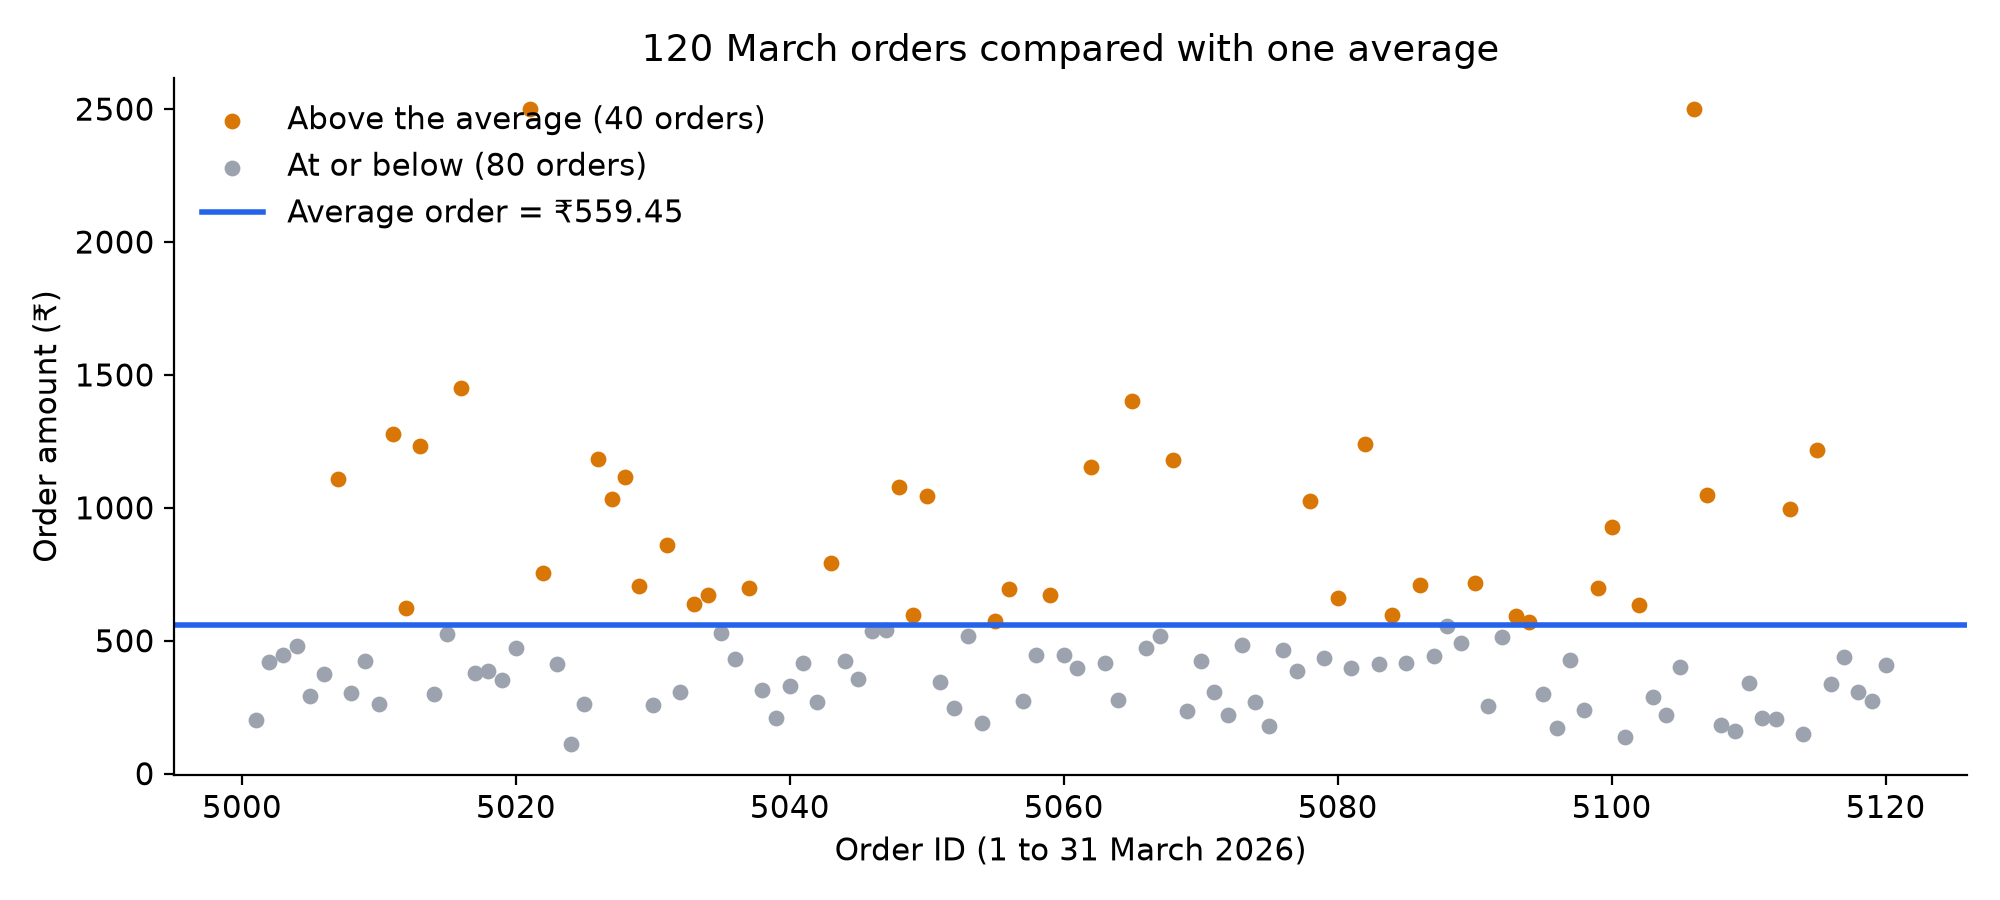 120 March orders compared with one average
Above the average (40 orders)
At or below (80 orders)
Average order = ₹559.45
Order amount (₹)
2500
2000
1500
1000
500
0
5000 5020 5040 5060 5080 5100 5120
Order ID (1 to 31 March 2026)